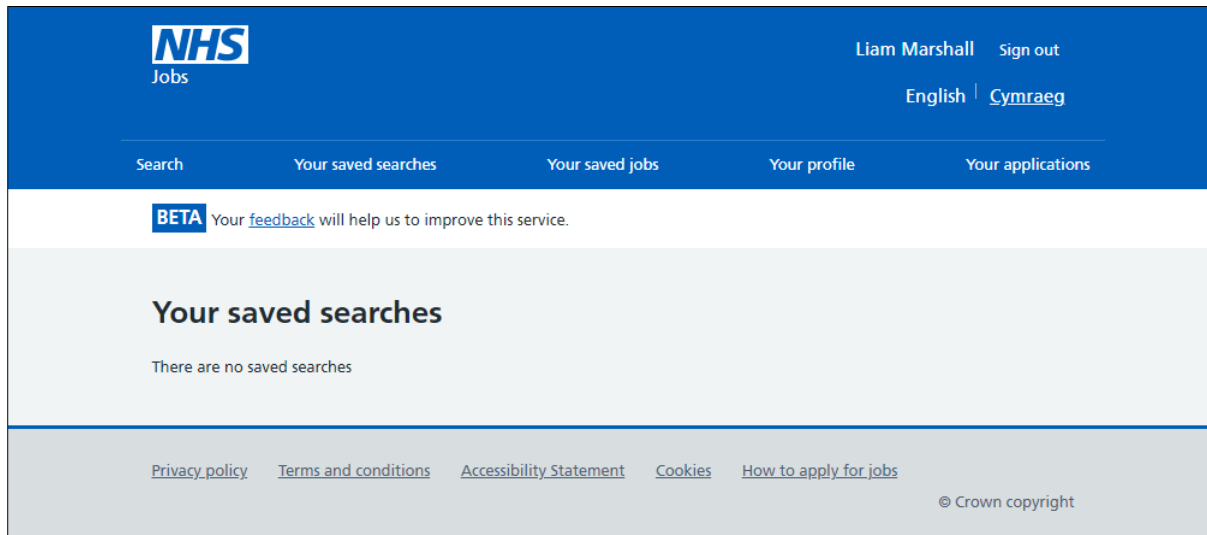 NHS
Jobs
Liam Marshall Sign out
English Cymraeg
Search Your saved searches Your saved jobs Your profile Your applications
BETA Your feedback will help us to improve this service.
Your saved searches
There are no saved searches
Privacy policy Terms and conditions Accessibility Statement Cookies How to apply for jobs
© Crown copyright